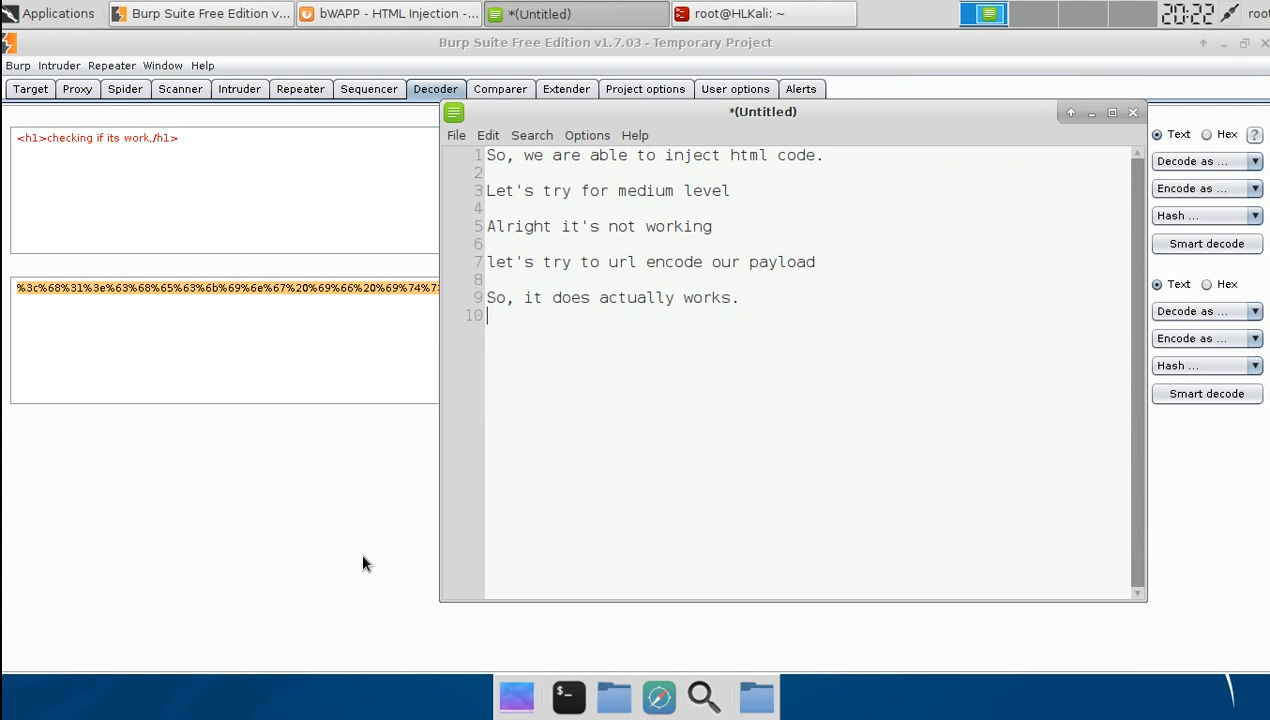 Applications
Burp Suite Free Edition v...
bWAPP - HTML Injection -...
*(Untitled)
root@HLKali: ~
20:22
root
Burp Suite Free Edition v1.7.03 - Temporary Project
Burp Intruder Repeater Window Help
Target Proxy Spider Scanner Intruder Repeater Sequencer Decoder Comparer Extender Project options User options Alerts
*(Untitled)
File Edit Search Options Help
<h1>checking if its work,/h1>
%3c%68%31%3e%63%68%65%63%6b%69%6e%67%20%69%66%20%69%74%7
1 So, we are able to inject html code.
2
3 Let's try for medium level
4
5 Alright it's not working
6
7 let's try to url encode our payload
8
9 So, it does actually works.
10
Text Hex ?
Decode as ...
Encode as ...
Hash ...
Smart decode
Text Hex
Decode as ...
Encode as ...
Hash ...
Smart decode
$_